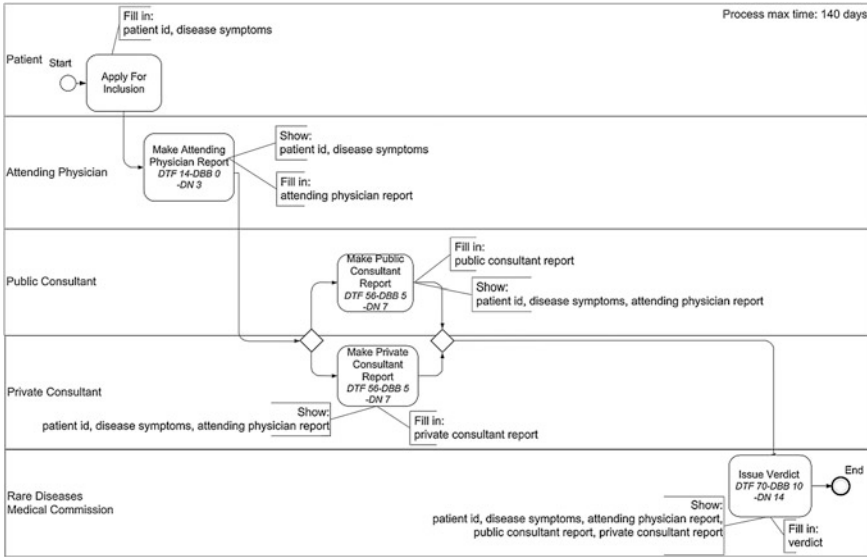 Process max time: 140 days
Fill in:
patient id, disease symptoms
Patient
Start
Apply For
Inclusion
Attending Physician
Make Attending
Physician Report
DTF 14-DBB 0
-DN 3
Show:
patient id, disease symptoms
Fill in:
attending physician report
Public Consultant
Make Public
Consultant
Report
DTF 56-DBB 5
-DN 7
Fill in:
public consultant report
Show:
patient id, disease symptoms, attending physician report
Private Consultant
Make Private
Consultant
Report
DTF 56-DBB 5
-DN 7
Show:
patient id, disease symptoms, attending physician report
Fill in:
private consultant report
Rare Diseases
Medical Commission
Issue Verdict
DTF 70-DBB 10
-DN 14
End
Show:
patient id, disease symptoms, attending physician report,
public consultant report, private consultant report
Fill in:
verdict